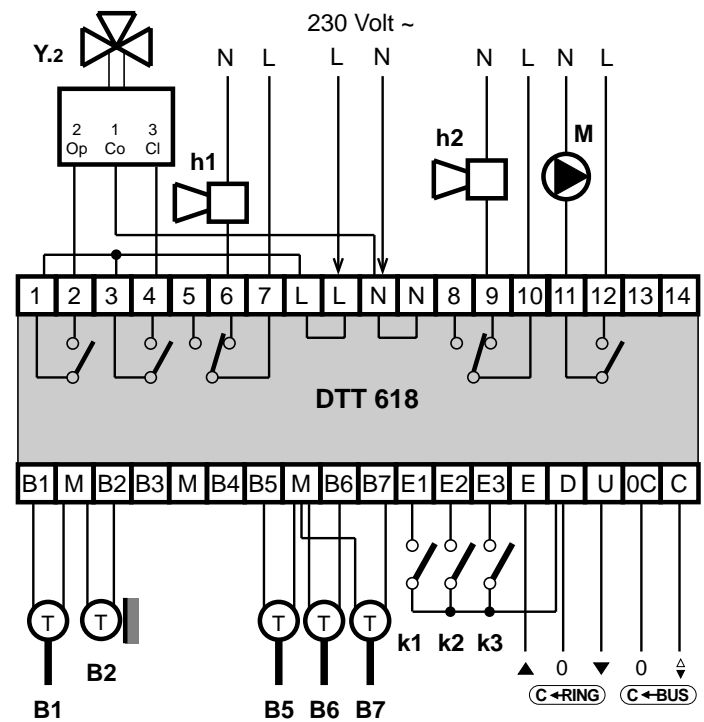 230 Volt ~
Y.2
N L L N N L N L
2 1 3
Op Co Cl
h1
h2
M
1 2 3 4 5 6 7 L L N N 8 9 10 11 12 13 14
DTT 618
B1 M B2 B3 M B4 B5 M B6 B7 E1 E2 E3 E D U 0C C
T T T T T
k1 k2 k3
B2
0 0
C RING C BUS
B1 B5 B6 B7